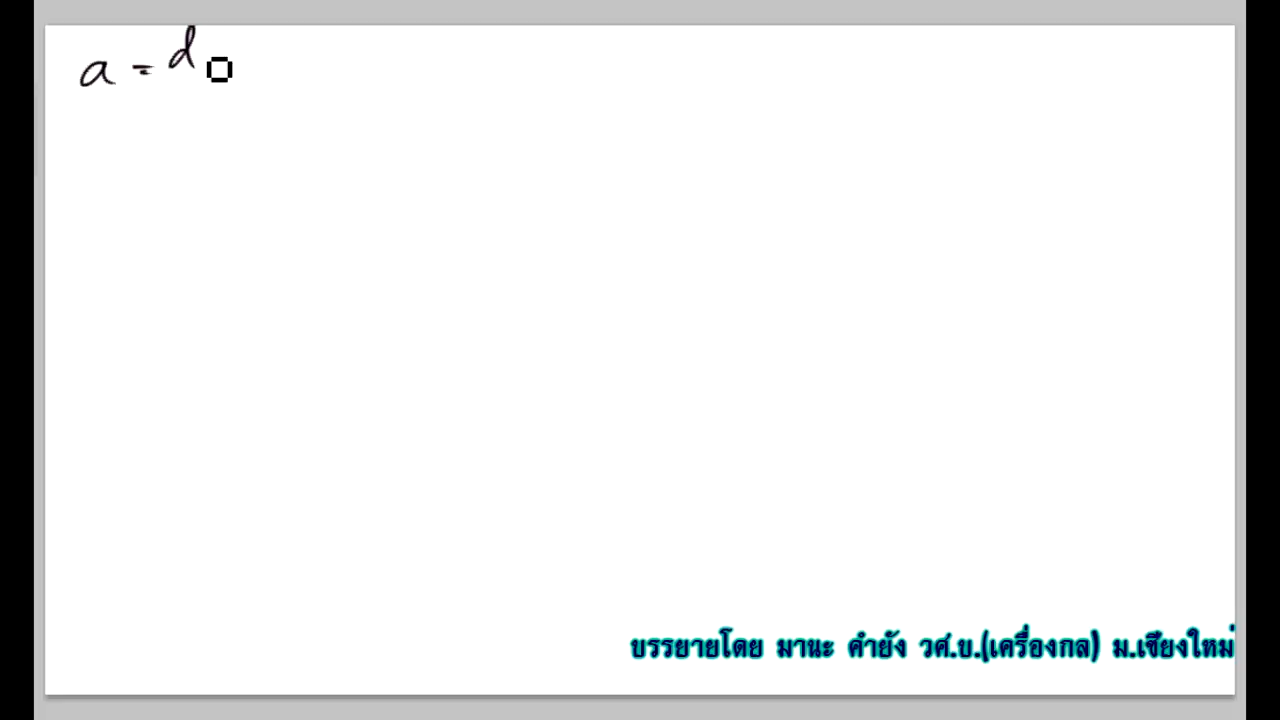 a = d
บรรยายโดย มานะ คำยัง วศ.บ.(เครื่องกล) ม.เชียงใหม่